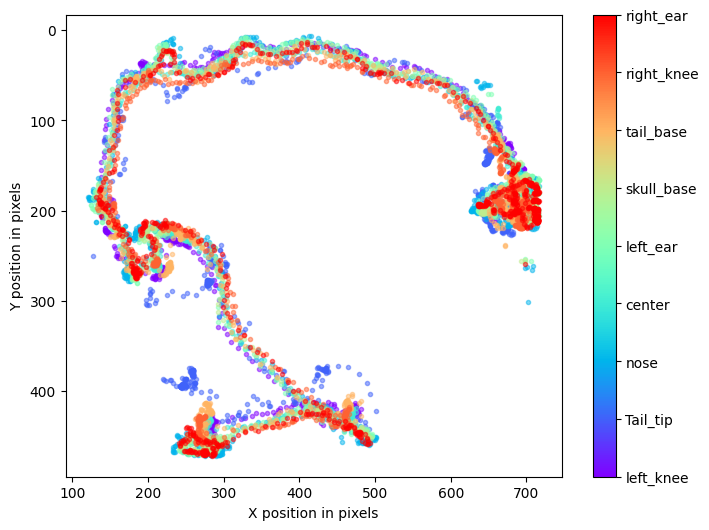 0
100
200
300
400
Y position in pixels
100 200 300 400 500 600 700
X position in pixels
right_ear
right_knee
tail_base
skull_base
left_ear
center
nose
Tail_tip
left_knee